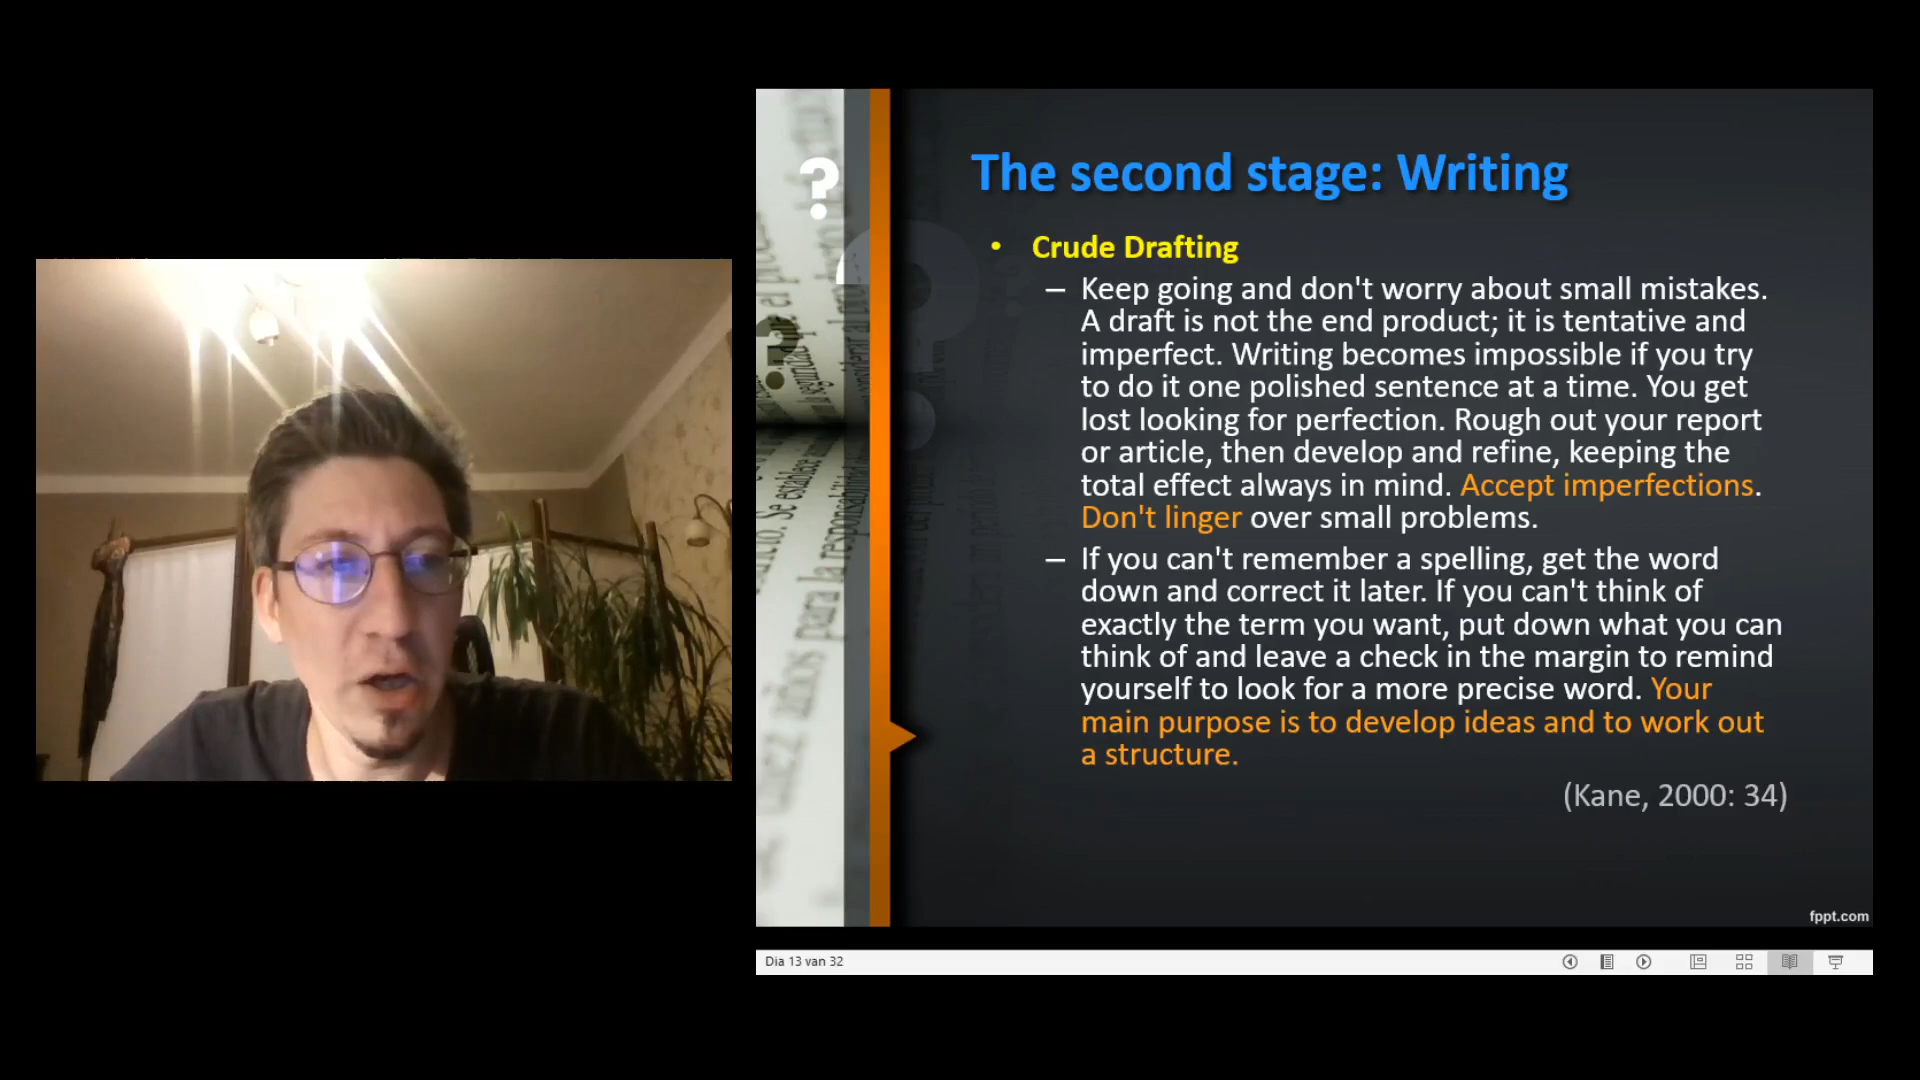 The second stage: Writing
• Crude Drafting
– Keep going and don't worry about small mistakes.
A draft is not the end product; it is tentative and
imperfect. Writing becomes impossible if you try
to do it one polished sentence at a time. You get
lost looking for perfection. Rough out your report
or article, then develop and refine, keeping the
total effect always in mind. Accept imperfections.
Don't linger over small problems.
– If you can't remember a spelling, get the word
down and correct it later. If you can't think of
exactly the term you want, put down what you can
think of and leave a check in the margin to remind
yourself to look for a more precise word. Your
main purpose is to develop ideas and to work out
a structure.
(Kane, 2000: 34)
fppt.com
Dia 13 van 32
?
?
Se establece
para la responsabilidad
diez años